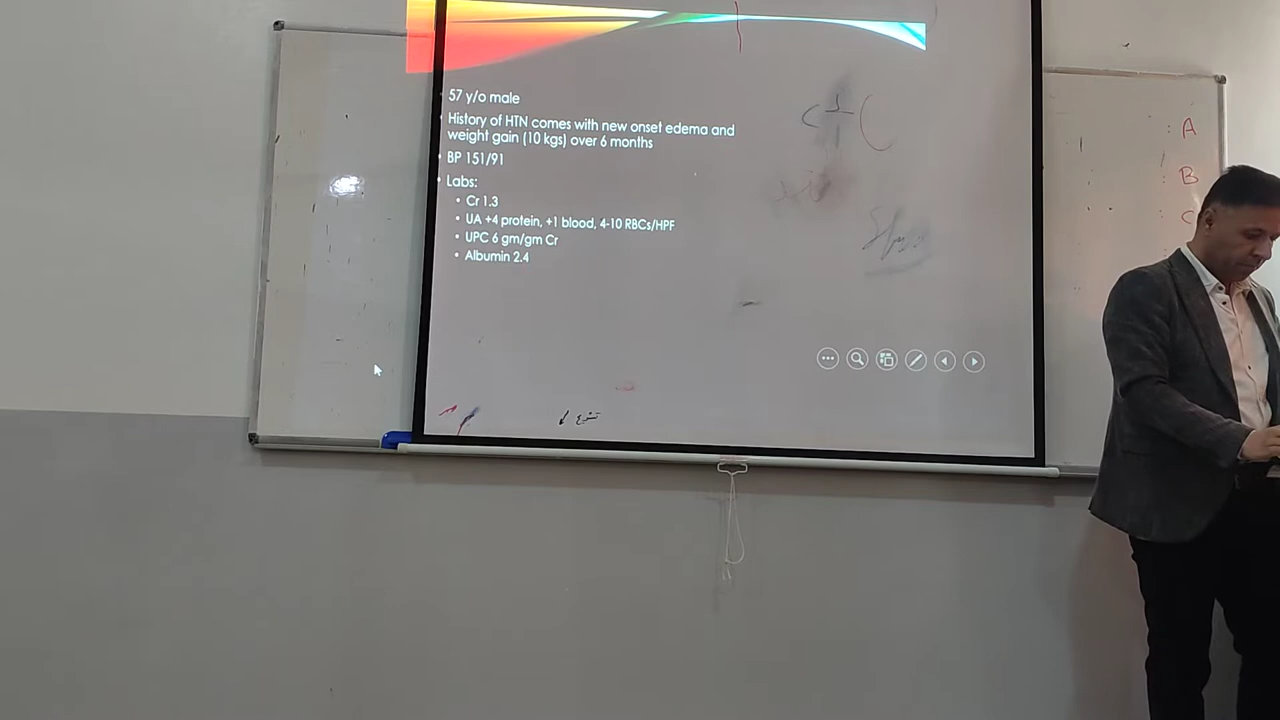 57 y/o male
History of HTN comes with new onset edema and
weight gain (10 kgs) over 6 months
BP 151/91
Labs:
Cr 1.3
UA +4 protein, +1 blood, 4-10 RBCs/HPF
UPC 6 gm/gm Cr
Albumin 2.4
: A
: B
: C